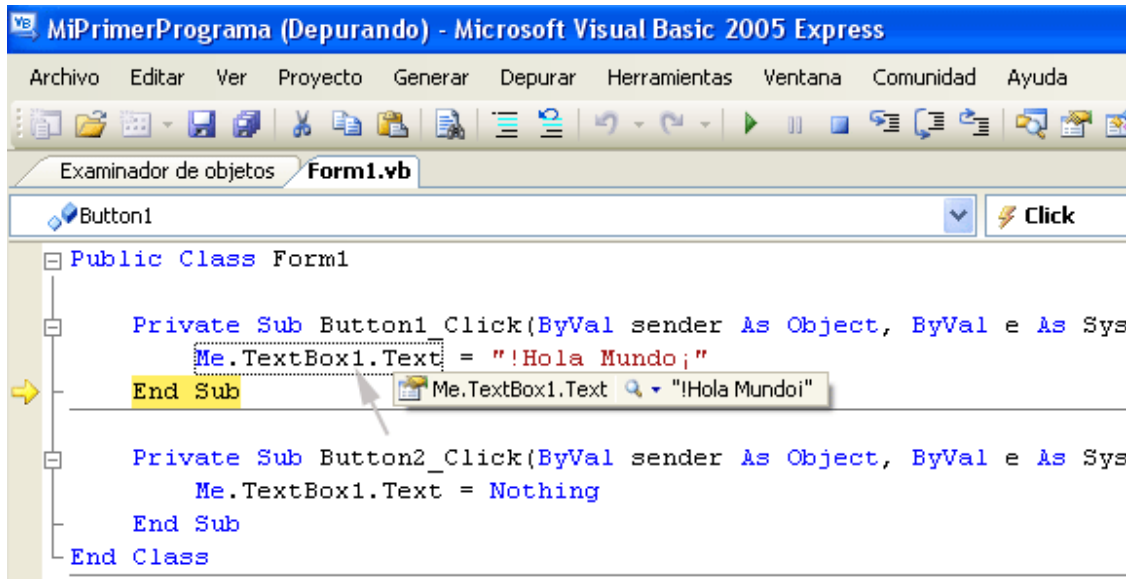 MiPrimerPrograma (Depurando) - Microsoft Visual Basic 2005 Express
Archivo Editar Ver Proyecto Generar Depurar Herramientas Ventana Comunidad Ayuda
Examinador de objetos Form1.vb
Button1 Click
Public Class Form1
Private Sub Button1_Click(ByVal sender As Object, ByVal e As Sys
Me.TextBox1.Text = "!Hola Mundo¡"
End Sub
Me.TextBox1.Text "!Hola Mundo¡"
Private Sub Button2_Click(ByVal sender As Object, ByVal e As Sys
Me.TextBox1.Text = Nothing
End Sub
End Class